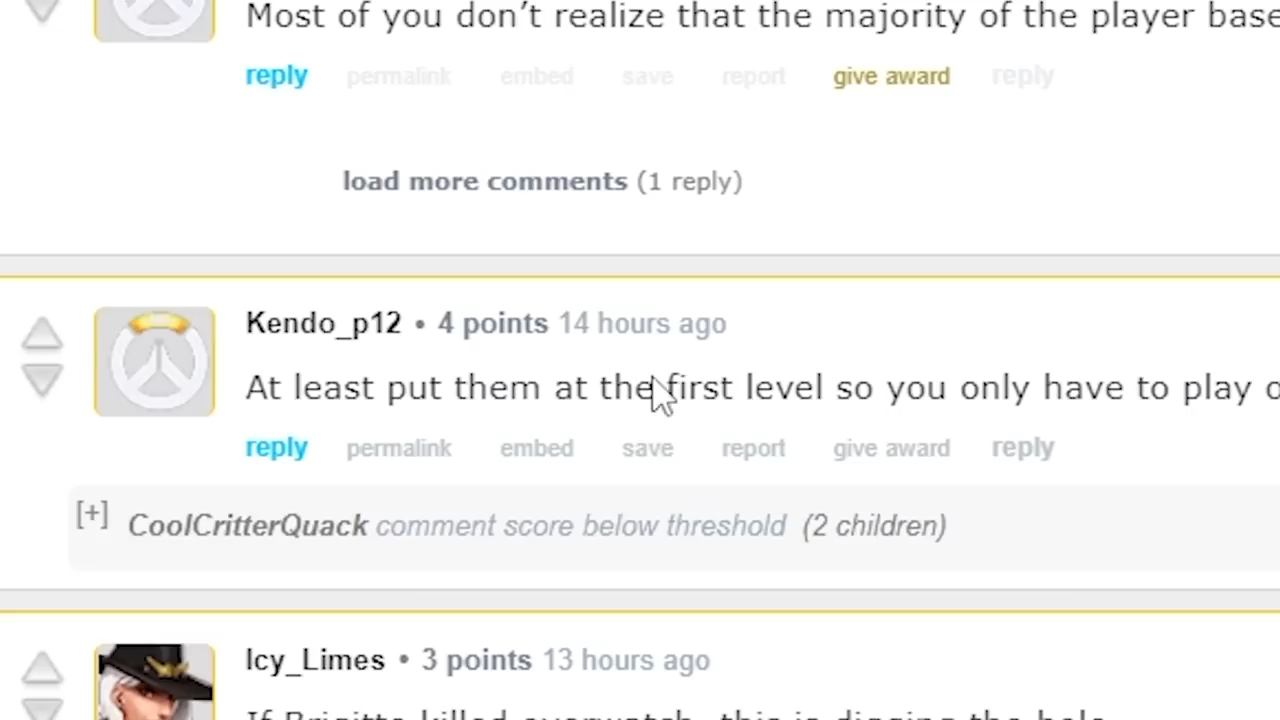 Most of you don't realize that the majority of the player base
reply permalink embed save report give award reply
load more comments (1 reply)
Kendo_p12 • 4 points 14 hours ago
At least put them at the first level so you only have to play o
reply permalink embed save report give award reply
[+] CoolCritterQuack comment score below threshold (2 children)
Icy_Limes • 3 points 13 hours ago
If Brigitte killed overwatch, this is digging the hole